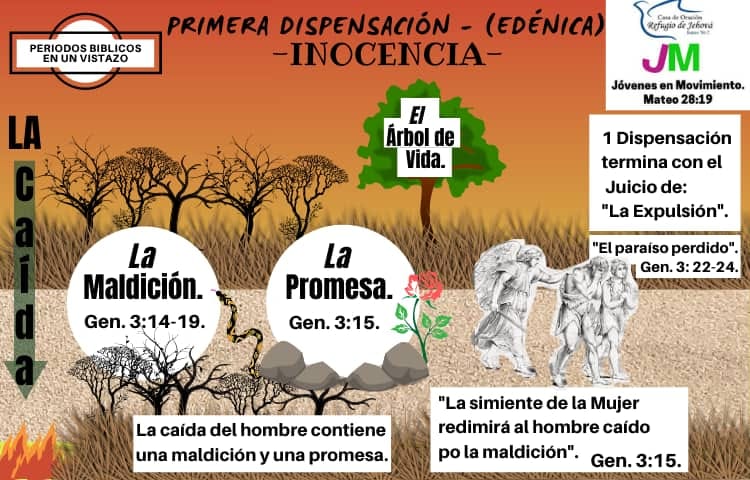 PRIMERA DISPENSACIÓN - (EDÉNICA)
-INOCENCIA-
PERIODOS BIBLICOS
EN UN VISTAZO
Casa de Oración
Refugio de Jehová
JM
Jóvenes en Movimiento.
Mateo 28:19
LA
caída
El
Árbol de
Vida.
1 Dispensación
termina con el
Juicio de:
"La Expulsión".
"El paraíso perdido".
Gen. 3: 22-24.
La
Maldición.
Gen. 3:14-19.
La
Promesa.
Gen. 3:15.
La caída del hombre contiene
una maldición y una promesa.
"La simiente de la Mujer
redimirá al hombre caído
po la maldición".
Gen. 3:15.